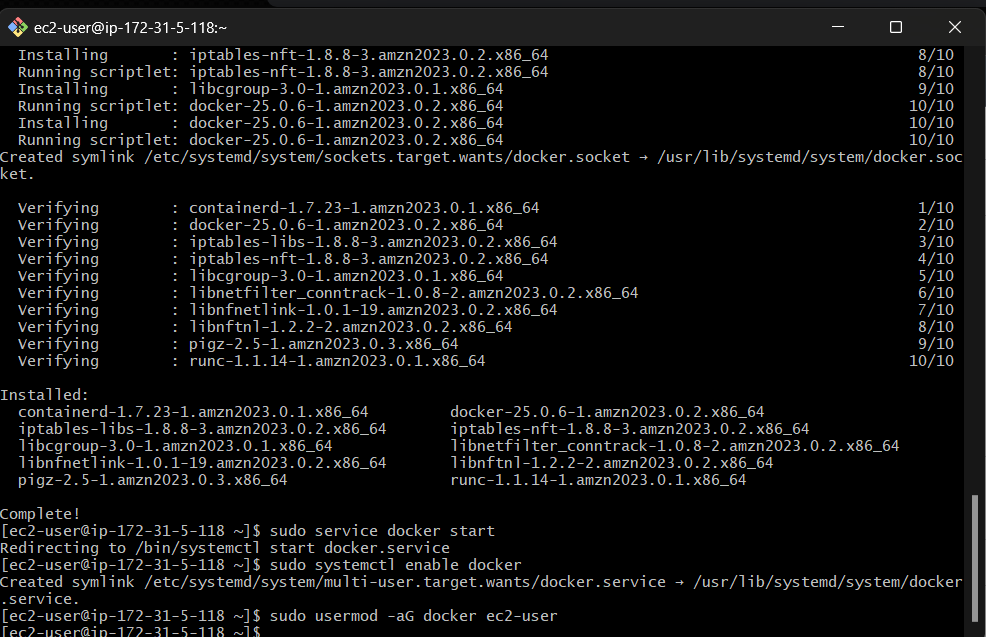 ec2-user@ip-172-31-5-118:~
Installing : iptables-nft-1.8.8-3.amzn2023.0.2.x86_64 8/10
Running scriptlet: iptables-nft-1.8.8-3.amzn2023.0.2.x86_64 8/10
Installing : libcgroup-3.0-1.amzn2023.0.1.x86_64 9/10
Running scriptlet: docker-25.0.6-1.amzn2023.0.2.x86_64 10/10
Installing : docker-25.0.6-1.amzn2023.0.2.x86_64 10/10
Running scriptlet: docker-25.0.6-1.amzn2023.0.2.x86_64 10/10
Created symlink /etc/systemd/system/sockets.target.wants/docker.socket → /usr/lib/systemd/system/docker.soc
ket.
Verifying : containerd-1.7.23-1.amzn2023.0.1.x86_64 1/10
Verifying : docker-25.0.6-1.amzn2023.0.2.x86_64 2/10
Verifying : iptables-libs-1.8.8-3.amzn2023.0.2.x86_64 3/10
Verifying : iptables-nft-1.8.8-3.amzn2023.0.2.x86_64 4/10
Verifying : libcgroup-3.0-1.amzn2023.0.1.x86_64 5/10
Verifying : libnetfilter_conntrack-1.0.8-2.amzn2023.0.2.x86_64 6/10
Verifying : libnfnetlink-1.0.1-19.amzn2023.0.2.x86_64 7/10
Verifying : libnftnl-1.2.2-2.amzn2023.0.2.x86_64 8/10
Verifying : pigz-2.5-1.amzn2023.0.3.x86_64 9/10
Verifying : runc-1.1.14-1.amzn2023.0.1.x86_64 10/10
Installed:
containerd-1.7.23-1.amzn2023.0.1.x86_64 docker-25.0.6-1.amzn2023.0.2.x86_64
iptables-libs-1.8.8-3.amzn2023.0.2.x86_64 iptables-nft-1.8.8-3.amzn2023.0.2.x86_64
libcgroup-3.0-1.amzn2023.0.1.x86_64 libnetfilter_conntrack-1.0.8-2.amzn2023.0.2.x86_64
libnfnetlink-1.0.1-19.amzn2023.0.2.x86_64 libnftnl-1.2.2-2.amzn2023.0.2.x86_64
pigz-2.5-1.amzn2023.0.3.x86_64 runc-1.1.14-1.amzn2023.0.1.x86_64
Complete!
[ec2-user@ip-172-31-5-118 ~]$ sudo service docker start
Redirecting to /bin/systemctl start docker.service
[ec2-user@ip-172-31-5-118 ~]$ sudo systemctl enable docker
Created symlink /etc/systemd/system/multi-user.target.wants/docker.service → /usr/lib/systemd/system/docker
.service.
[ec2-user@ip-172-31-5-118 ~]$ sudo usermod -aG docker ec2-user
[ec2-user@ip-172-31-5-118 ~]$